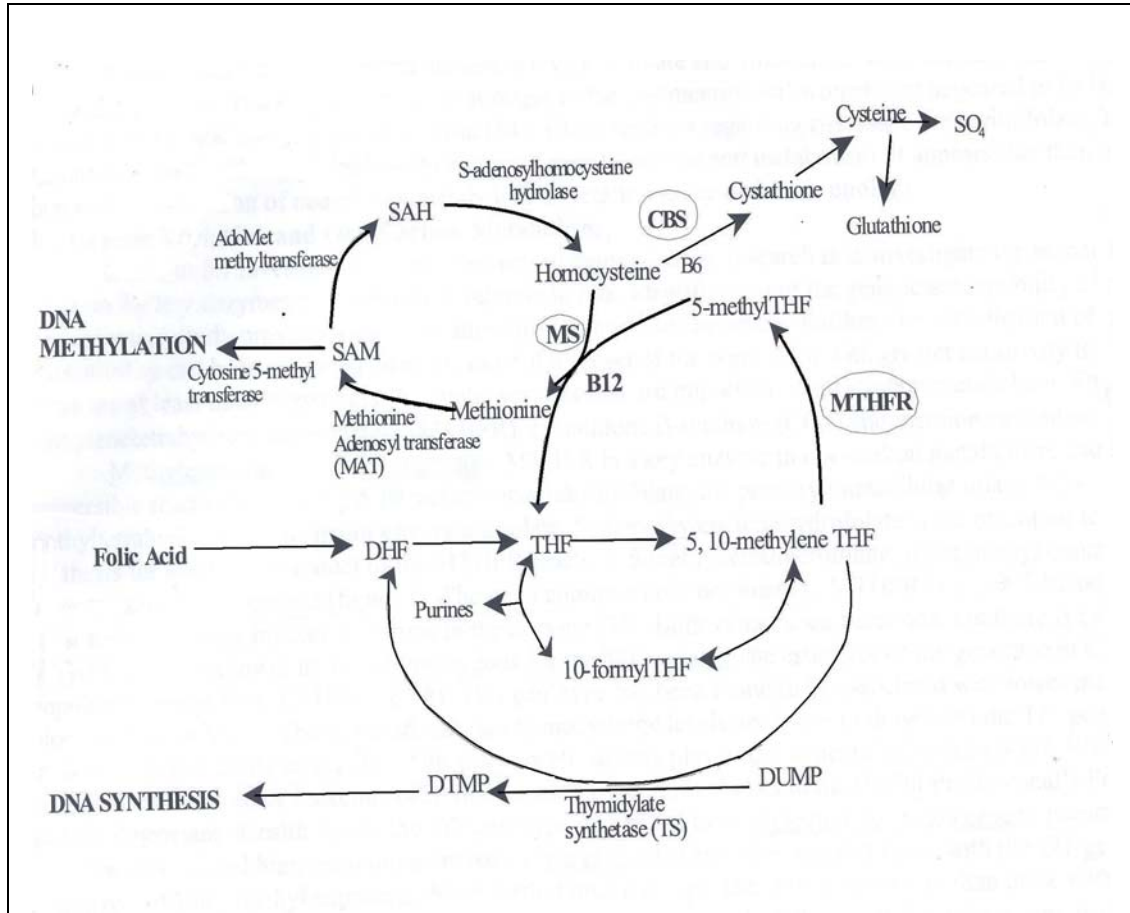 Cysteine
SO4
S-adenosylhomocysteine
hydrolase
Cystathione
SAH
CBS
Glutathione
AdoMet
methyltransferase
Homocysteine
B6
5-methylTHF
DNA
METHYLATION
MS
SAM
Cytosine 5-methyl
transferase
B12
Methionine
MTHFR
Methionine
Adenosyl transferase
(MAT)
Folic Acid
DHF
THF
5, 10-methylene THF
Purines
10-formylTHF
DTMP
DUMP
DNA SYNTHESIS
Thymidylate
synthetase (TS)